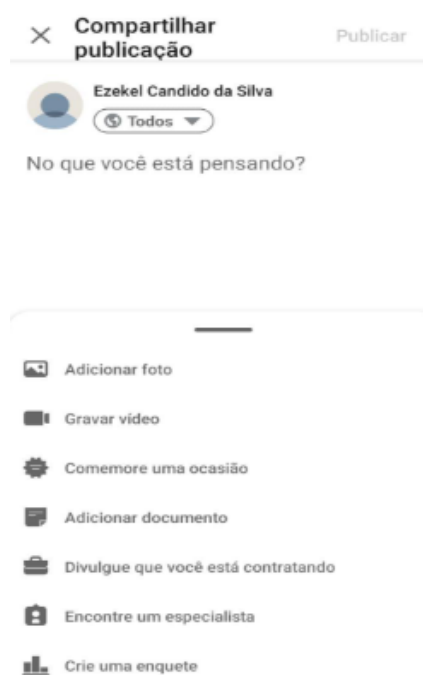 Compartilhar
publicação
Publicar
Ezekel Candido da Silva
Todos
No que você está pensando?
Adicionar foto
Gravar vídeo
Comemore uma ocasião
Adicionar documento
Divulgue que você está contratando
Encontre um especialista
Crie uma enquete